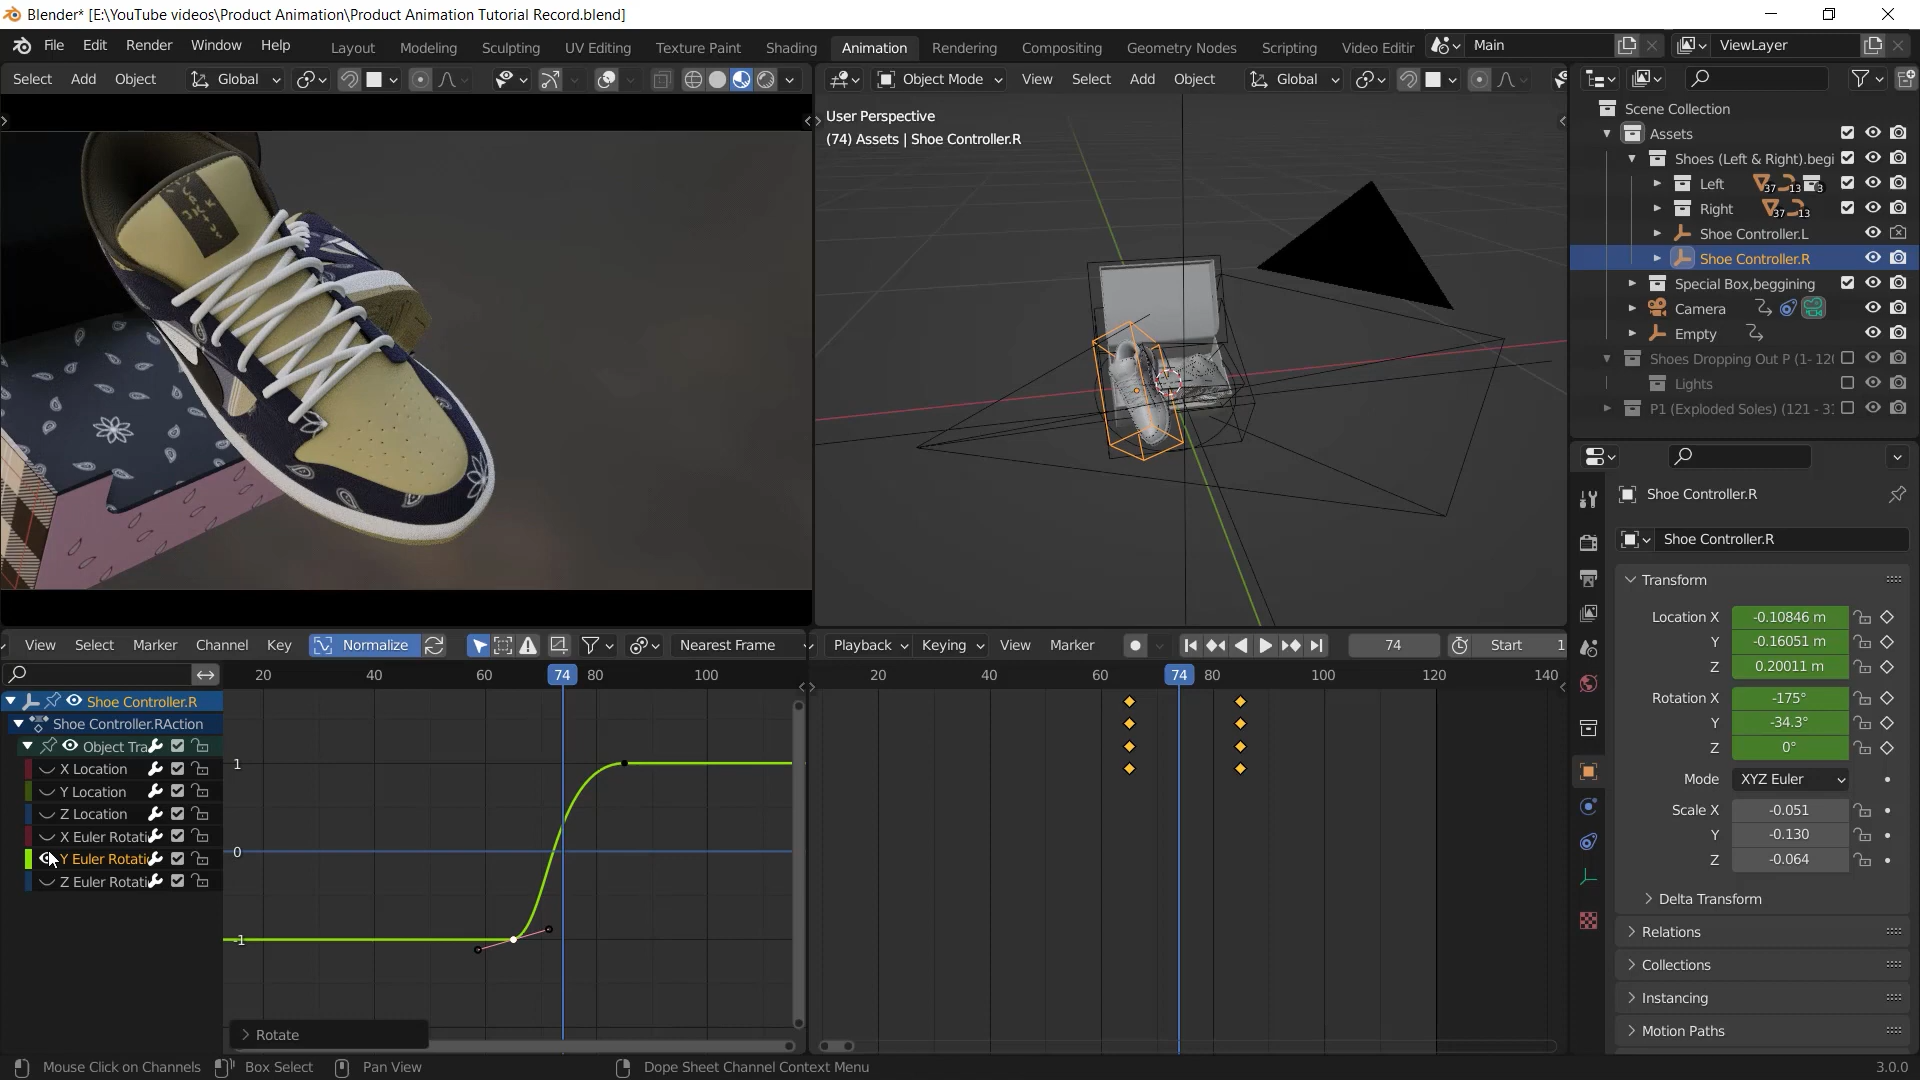 Blender* [E:\YouTube videos\Product Animation\Product Animation Tutorial Record.blend]
File Edit Render Window Help Layout Modeling Sculpting UV Editing Texture Paint Shading Animation Rendering Compositing Geometry Nodes Scripting Video Editir Main ViewLayer
Select Add Object Global Object Mode View Select Add Object Global
User Perspective
(74) Assets | Shoe Controller.R
Scene Collection
Assets
Shoes (Left & Right).begi
Left 37 13 3
Right 37 13
Shoe Controller.L
Shoe Controller.R
Special Box,beggining
Camera
Empty
Shoes Dropping Out P (1- 12
Lights
P1 (Exploded Soles) (121 - 3
Shoe Controller.R
Shoe Controller.R
Transform
Location X -0.10846 m
Y -0.16051 m
Z 0.20011 m
Rotation X -175°
Y -34.3°
Z 0°
Mode XYZ Euler
Scale X -0.051
Y -0.130
Z -0.064
Delta Transform
Relations
Collections
Instancing
Motion Paths
View Select Marker Channel Key Normalize Nearest Frame
20 40 60 74 80 100
Shoe Controller.R
Shoe Controller.RAction
Object Tra
X Location
Y Location
Z Location
X Euler Rotati
Y Euler Rotati
Z Euler Rotati
1
0
-1
Rotate
Playback Keying View Marker 74 Start 1
20 40 60 74 80 100 120 140
Mouse Click on Channels Box Select Pan View Dope Sheet Channel Context Menu 3.0.0